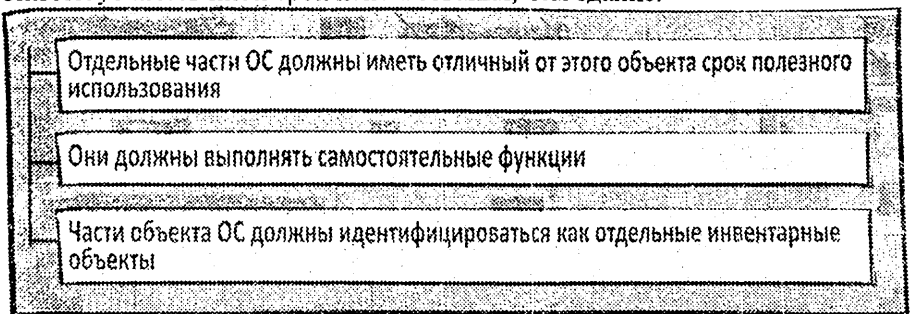 Отдельные части ОС должны иметь отличный от этого объекта срок полезного
использования
Они должны выполнять самостоятельные функции
Части объекта ОС должны идентифицироваться как отдельные инвентарные
объекты